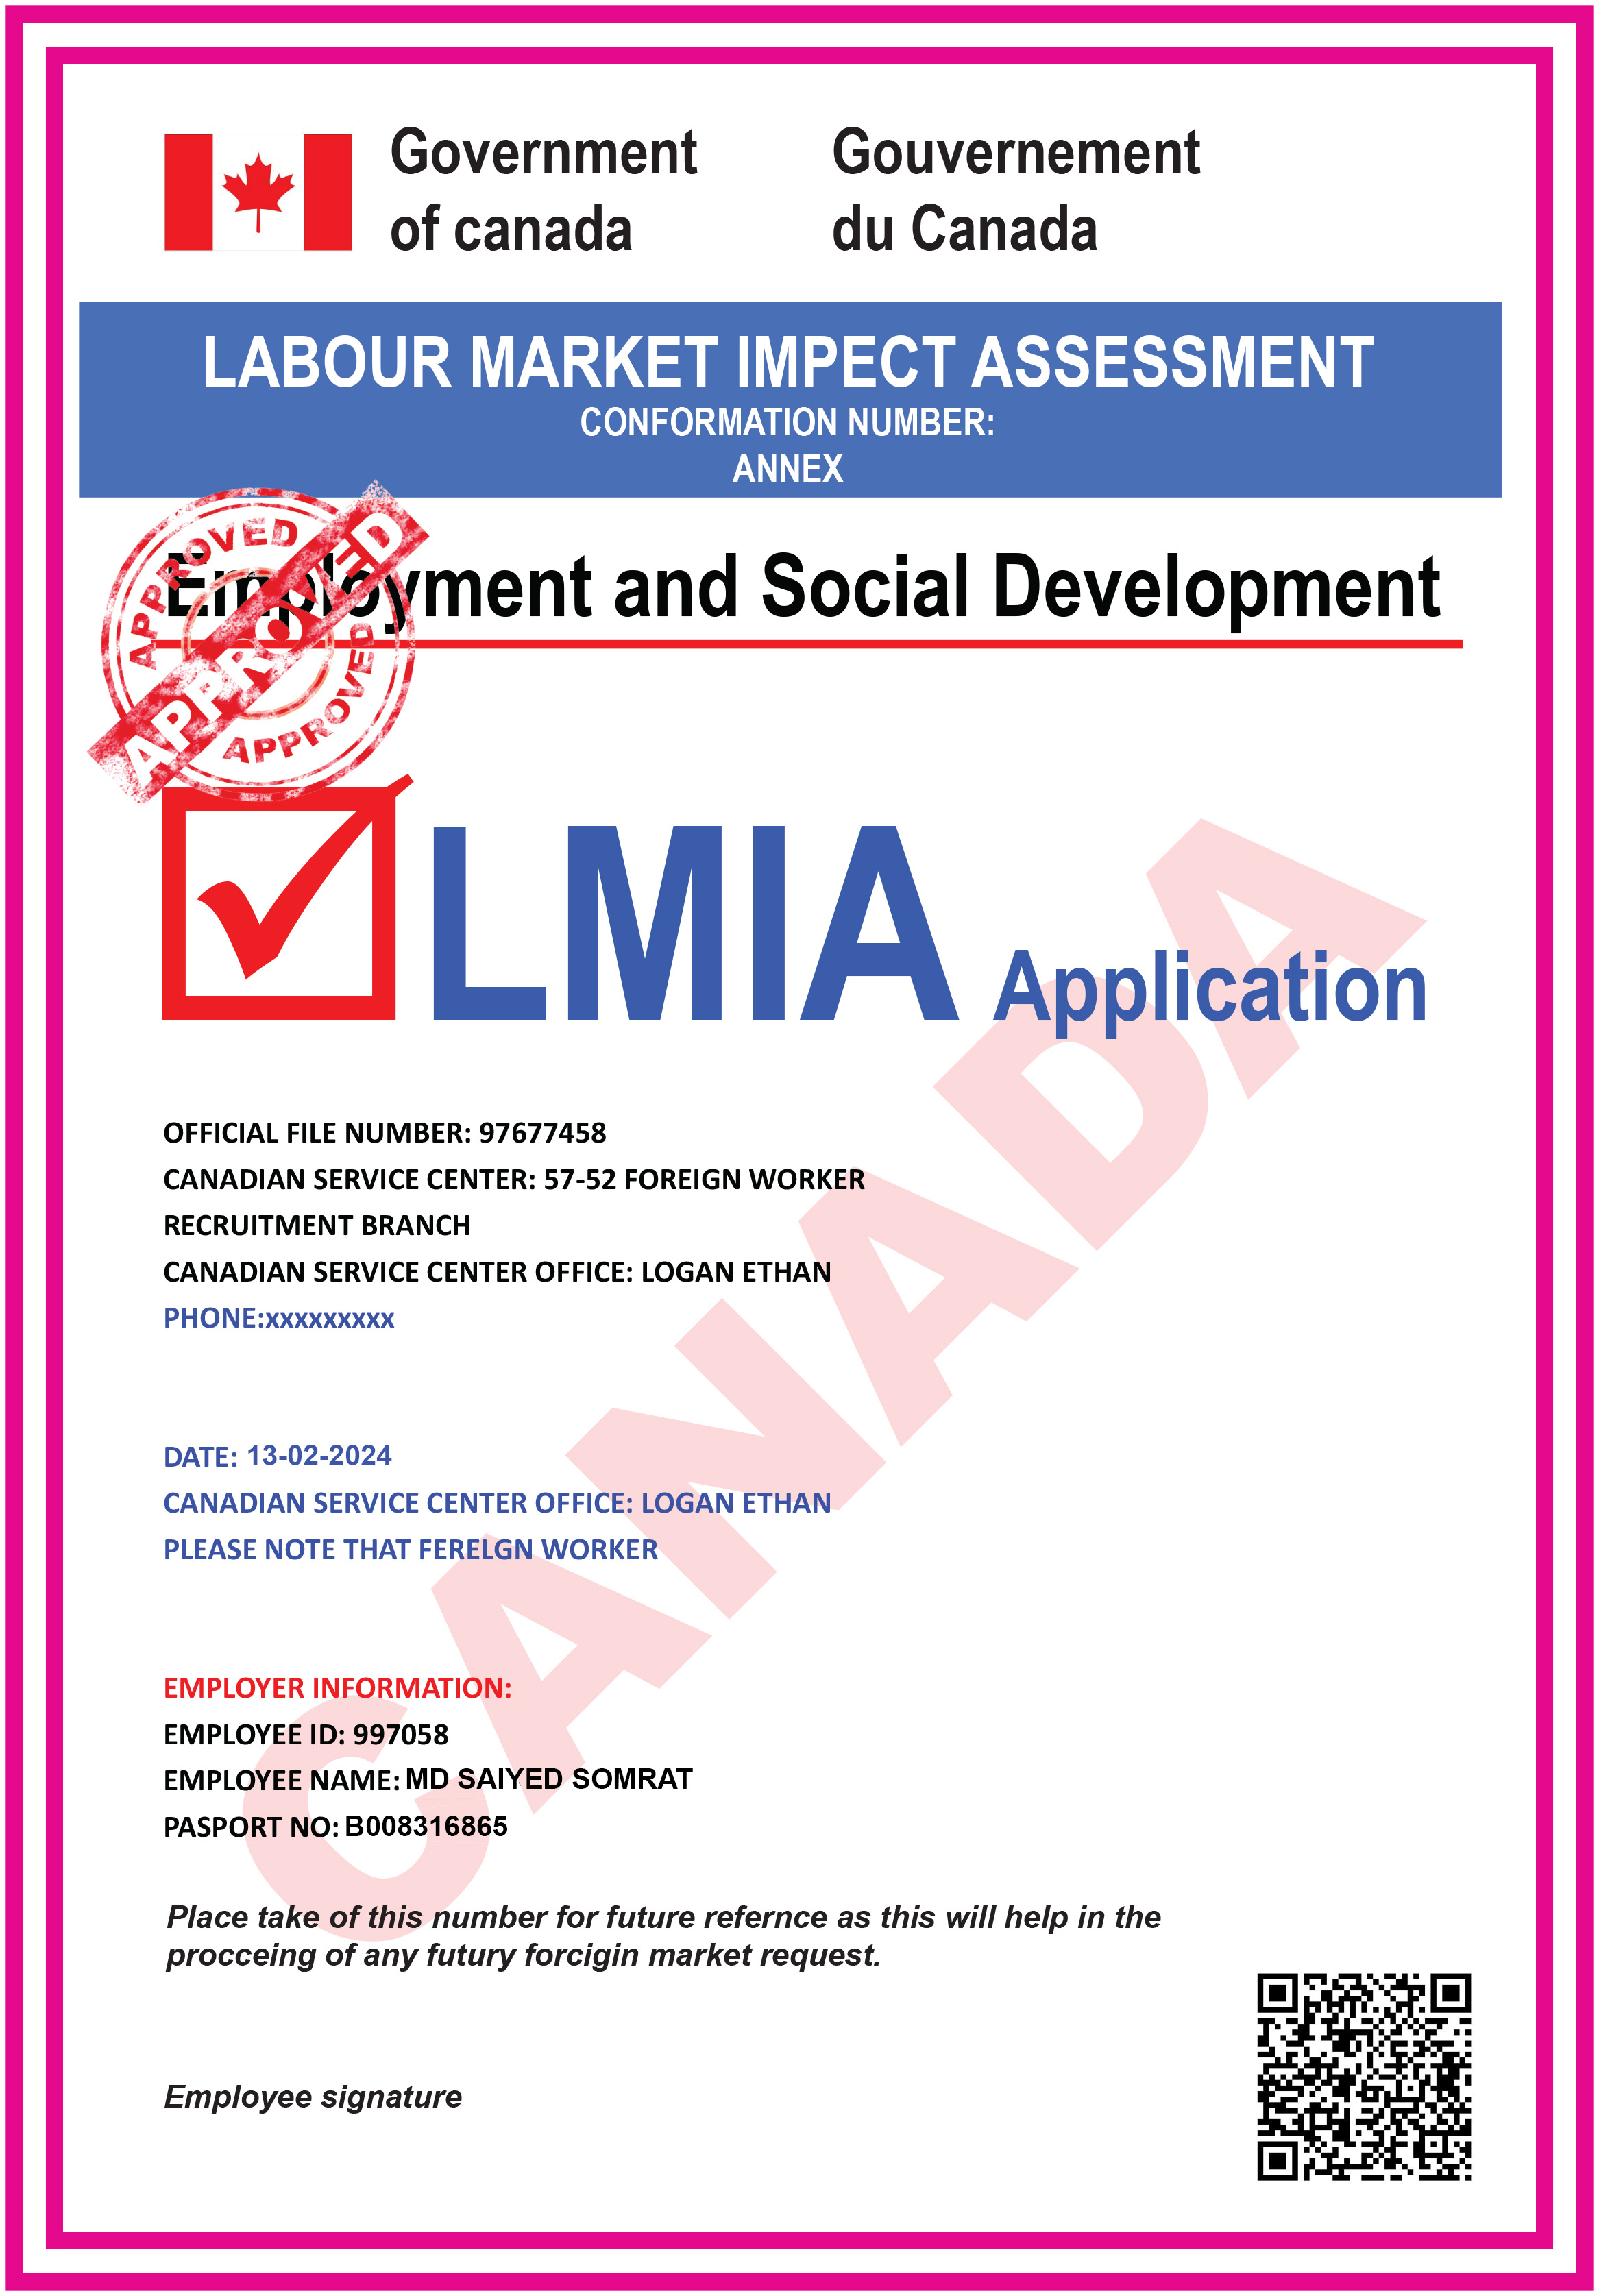 Government
of canada
Gouvernement
du Canada
LABOUR MARKET IMPECT ASSESSMENT
CONFORMATION NUMBER:
ANNEX
APPROVED
APPROVED
APPROVED
Employment and Social Development
LMIA Application
OFFICIAL FILE NUMBER: 97677458
CANADIAN SERVICE CENTER: 57-52 FOREIGN WORKER
RECRUITMENT BRANCH
CANADIAN SERVICE CENTER OFFICE: LOGAN ETHAN
PHONE:xxxxxxxxx
DATE: 13-02-2024
CANADIAN SERVICE CENTER OFFICE: LOGAN ETHAN
PLEASE NOTE THAT FERELGN WORKER
EMPLOYER INFORMATION:
EMPLOYEE ID: 997058
EMPLOYEE NAME: MD SAIYED SOMRAT
PASPORT NO: B008316865
Place take of this number for future refernce as this will help in the
procceing of any futury forcigin market request.
Employee signature
CANADA